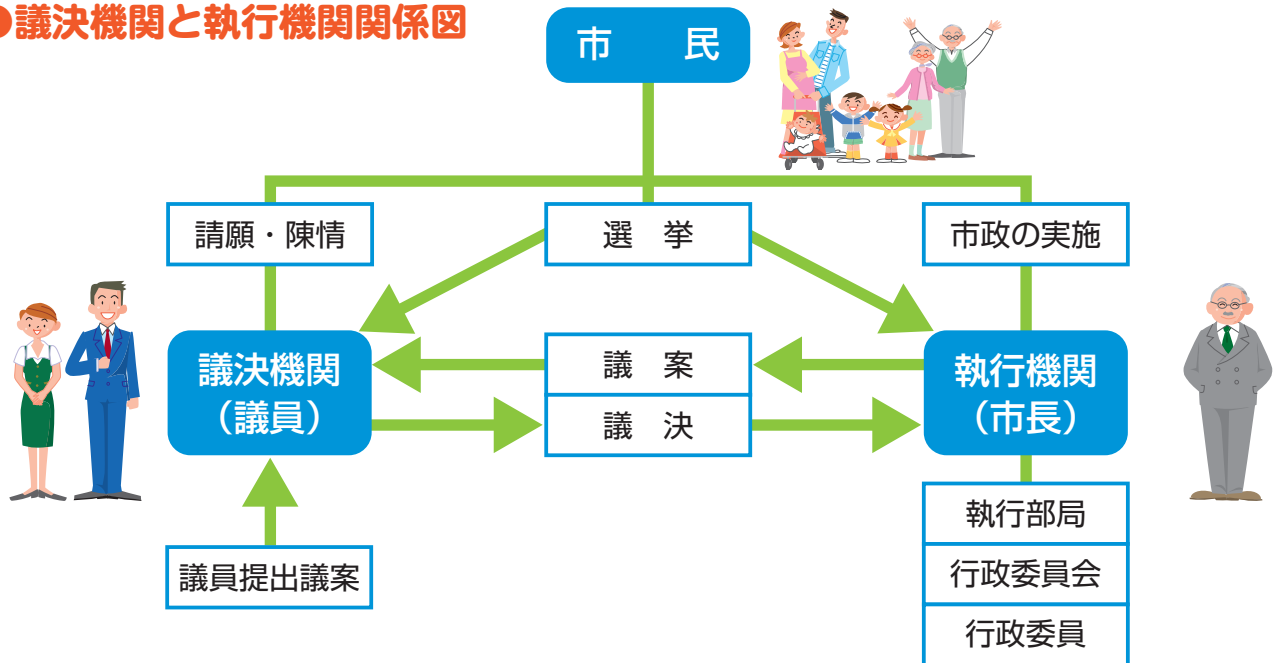 ●議決機関と執行機関関係図
市　民
請願・陳情
選　挙
市政の実施
議決機関
（議員）
議　案
議　決
執行機関
（市長）
議員提出議案
執行部局
行政委員会
行政委員